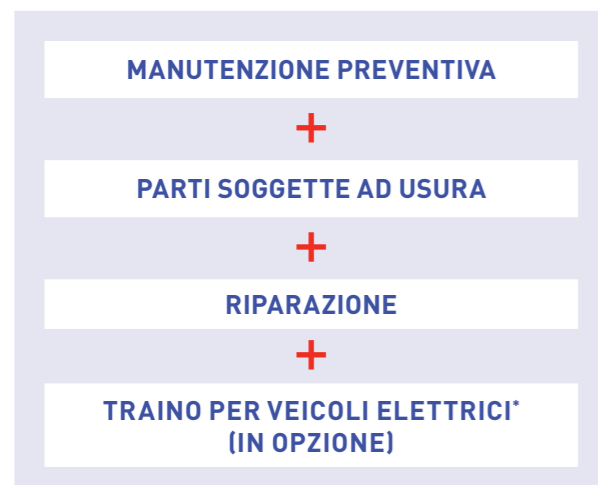 MANUTENZIONE PREVENTIVA
+
PARTI SOGGETTE AD USURA
+
RIPARAZIONE
+
TRAINO PER VEICOLI ELETTRICI*
(IN OPZIONE)